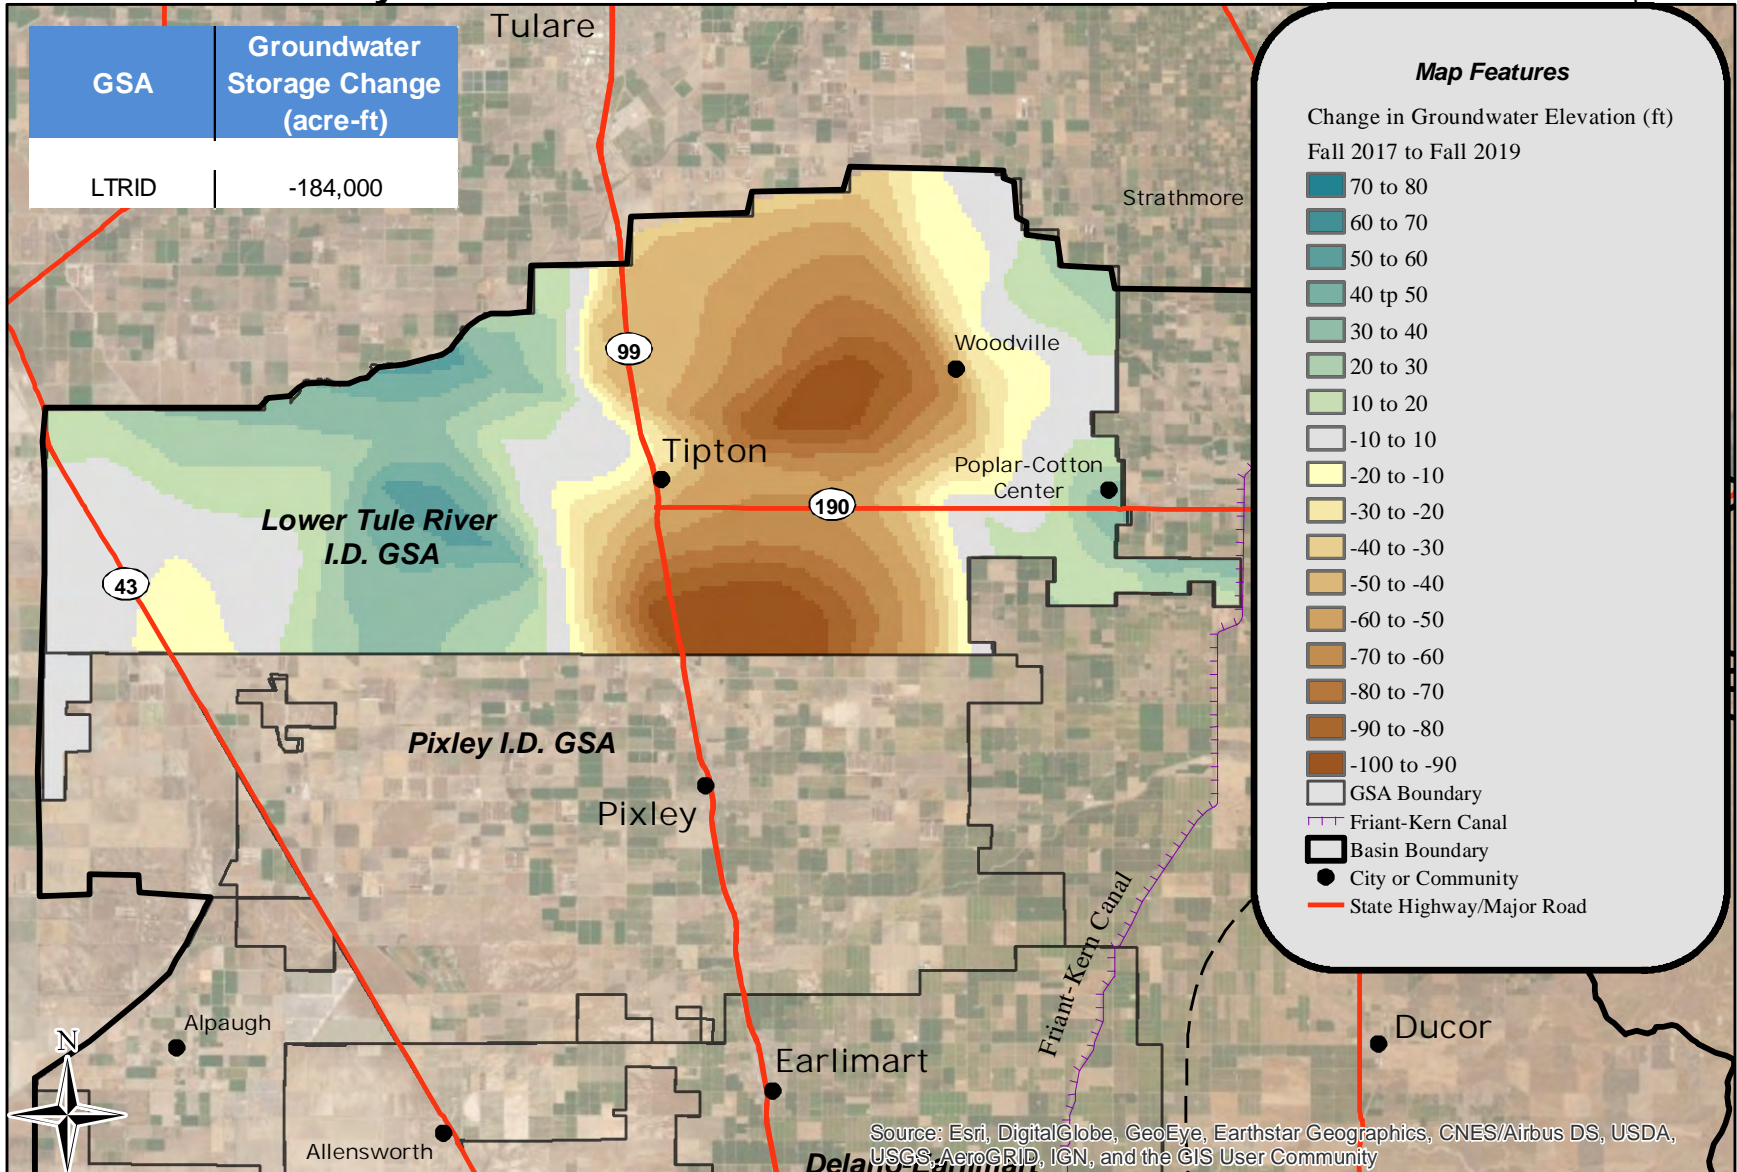 Tulare
GSA
Groundwater
Storage Change
(acre-ft)
LTRID
-184,000
Strathmore
99
Woodville
Tipton
Poplar-Cotton
Center
190
Lower Tule River
I.D. GSA
43
Pixley I.D. GSA
Pixley
Friant-Kern Canal
Alpaugh
N
Earlimart
Ducor
Allensworth
Source: Esri, DigitalGlobe, GeoEye, Earthstar Geographics, CNES/Airbus DS, USDA,
USGS, AeroGRID, IGN, and the GIS User Community
Delano-Earlimart
Map Features
Change in Groundwater Elevation (ft)
Fall 2017 to Fall 2019
70 to 80
60 to 70
50 to 60
40 tp 50
30 to 40
20 to 30
10 to 20
-10 to 10
-20 to -10
-30 to -20
-40 to -30
-50 to -40
-60 to -50
-70 to -60
-80 to -70
-90 to -80
-100 to -90
GSA Boundary
Friant-Kern Canal
Basin Boundary
City or Community
State Highway/Major Road